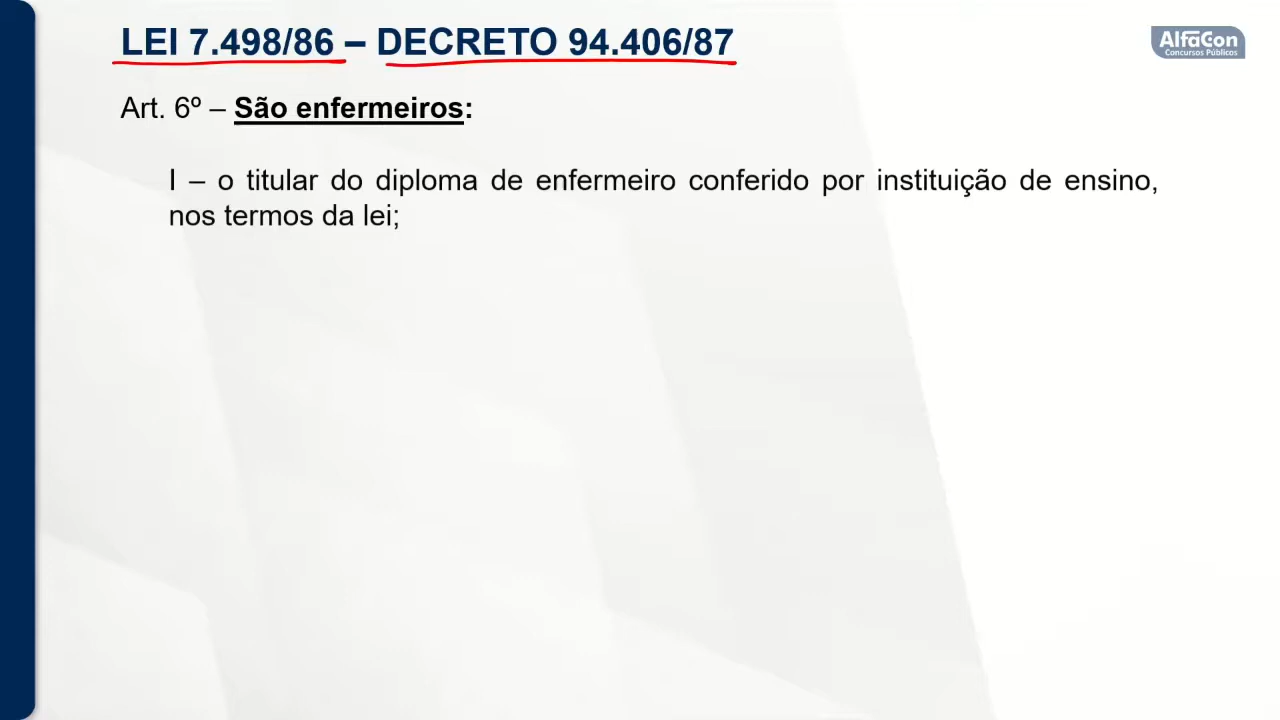 LEI 7.498/86 – DECRETO 94.406/87
AlfaCon
Concursos Públicos
Art. 6º – São enfermeiros:
I – o titular do diploma de enfermeiro conferido por instituição de ensino,
nos termos da lei;